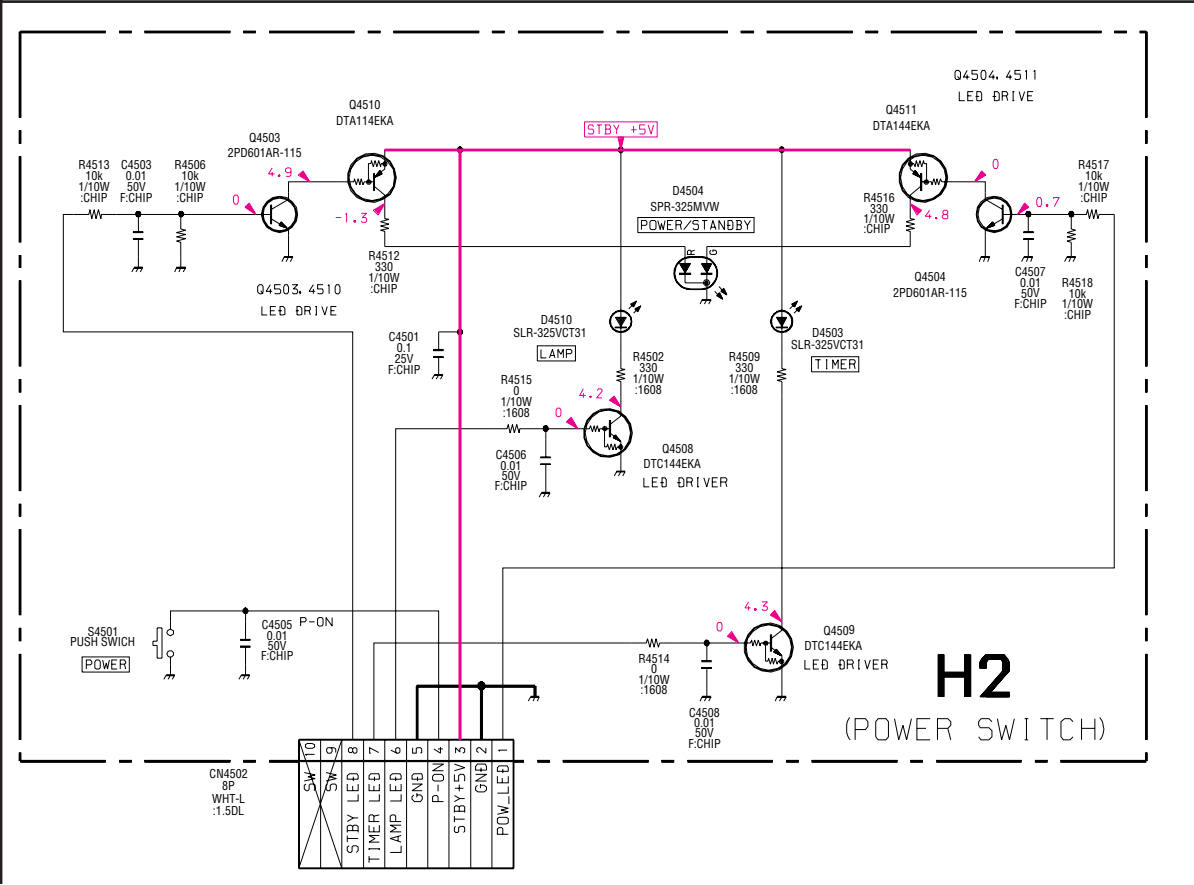 Q4504, 4511
LED DRIVE
Q4510
DTA114EKA
Q4511
DTA144EKA
STBY +5V
Q4503
2PD601AR-115
R4513
10k
1/10W
:CHIP
C4503
0.01
50V
F:CHIP
R4506
10k
1/10W
:CHIP
4.9
0
-1.3
D4504
SPR-325MVW
POWER/STANDBY
R
G
R4516
330
1/10W
:CHIP
4.8
0
0.7
R4517
10k
1/10W
:CHIP
R4512
330
1/10W
:CHIP
Q4503, 4510
LED DRIVE
Q4504
2PD601AR-115
C4507
0.01
50V
F:CHIP
R4518
10k
1/10W
:CHIP
C4501
0.1
25V
F:CHIP
D4510
SLR-325VCT31
LAMP
D4503
SLR-325VCT31
TIMER
R4502
330
1/10W
:1608
R4509
330
1/10W
:1608
R4515
0
1/10W
:1608
4.2
0
C4506
0.01
50V
F:CHIP
Q4508
DTC144EKA
LED DRIVER
S4501
PUSH SWICH
POWER
C4505
0.01
50V
F:CHIP
P-ON
4.3
0
R4514
0
1/10W
:1608
Q4509
DTC144EKA
LED DRIVER
C4508
0.01
50V
F:CHIP
H2
(POWER SWITCH)
CN4502
8P
WHT-L
:1.5DL
SW 10
SW 9
STBY LED 8
TIMER LED 7
LAMP LED 6
GND 5
P-ON 4
STBY+5V 3
GND 2
POW_LED 1